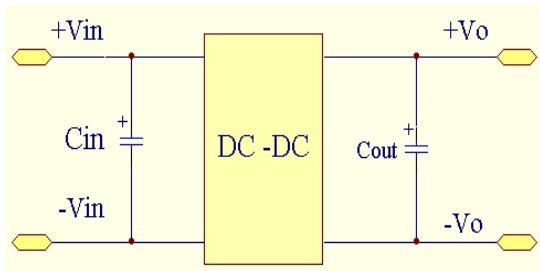 +Vin
+Vo
+
Cin
DC -DC
+
Cout
-Vin
-Vo